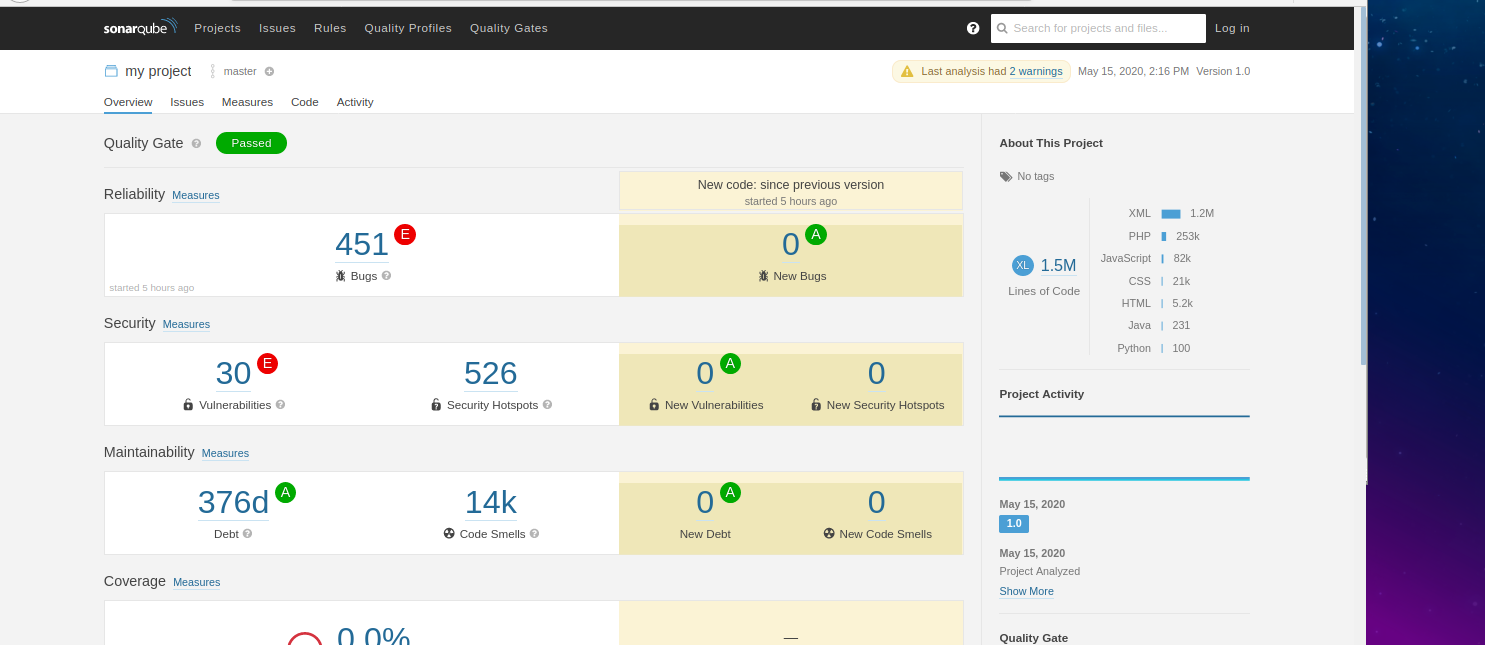 sonarqube Projects Issues Rules Quality Profiles Quality Gates ? Search for projects and files... Log in
my project master Last analysis had 2 warnings May 15, 2020, 2:16 PM Version 1.0
Overview Issues Measures Code Activity
Quality Gate ? Passed
Reliability Measures
New code: since previous version
started 5 hours ago
451 E
Bugs ?
started 5 hours ago
0 A
New Bugs
Security Measures
30 E 526 0 A 0
Vulnerabilities ? Security Hotspots ? New Vulnerabilities New Security Hotspots
Maintainability Measures
376d A 14k 0 A 0
Debt ? Code Smells ? New Debt New Code Smells
Coverage Measures
0.0% —
About This Project
No tags
XL 1.5M
Lines of Code
XML 1.2M
PHP 253k
JavaScript 82k
CSS 21k
HTML 5.2k
Java 231
Python 100
Project Activity
May 15, 2020
1.0
May 15, 2020
Project Analyzed
Show More
Quality Gate